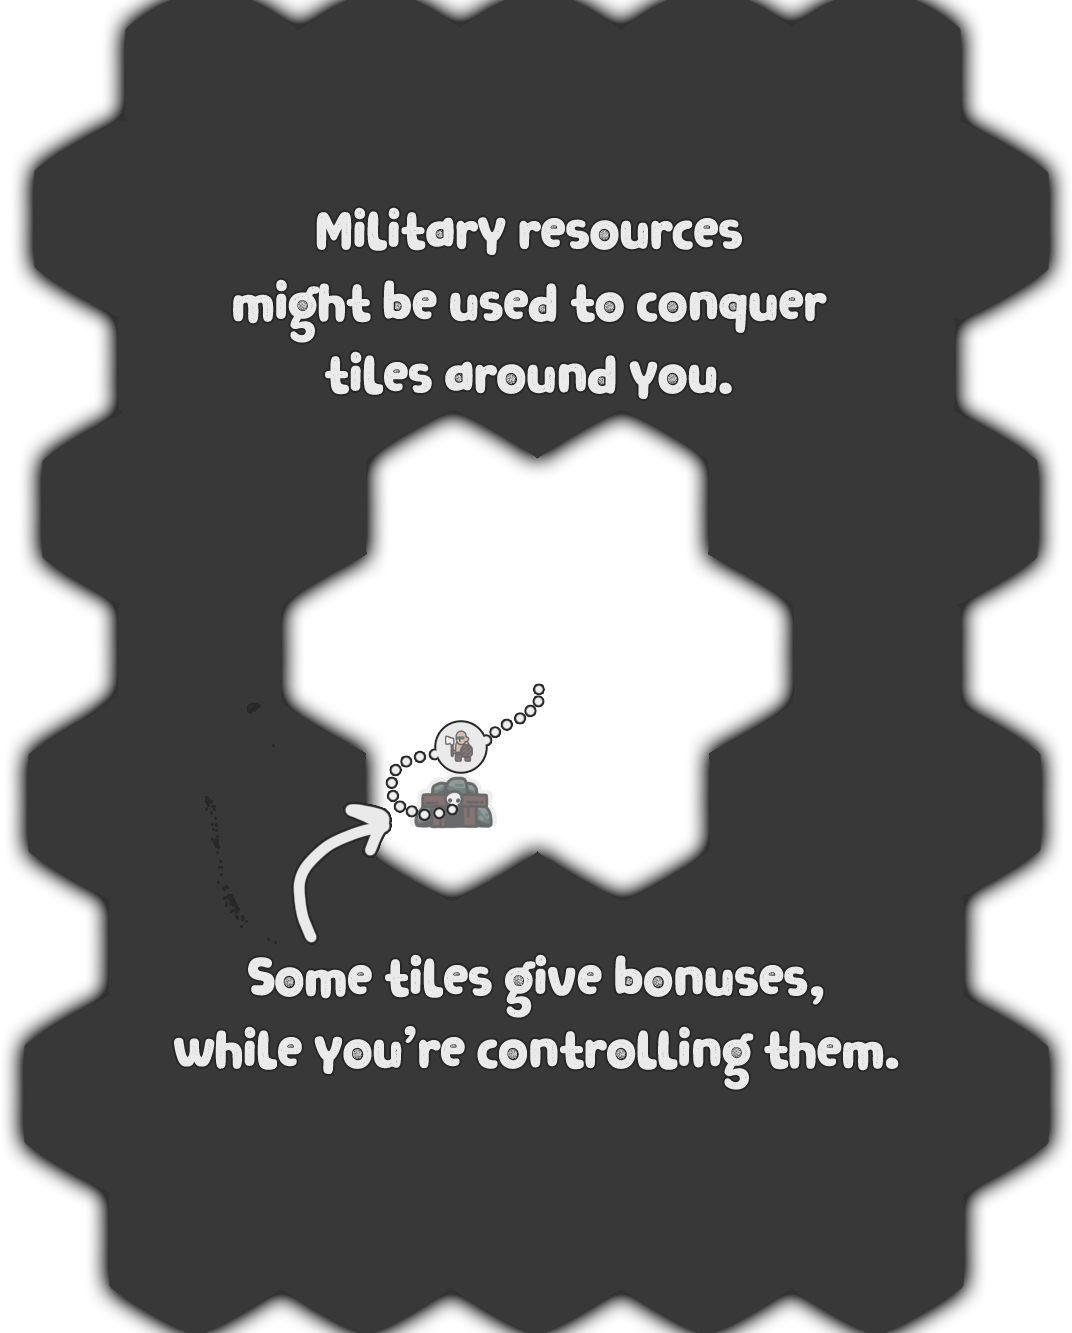 Military resources
might be used to conquer
tiles around you.
Some tiles give bonuses,
while you're controlling them.